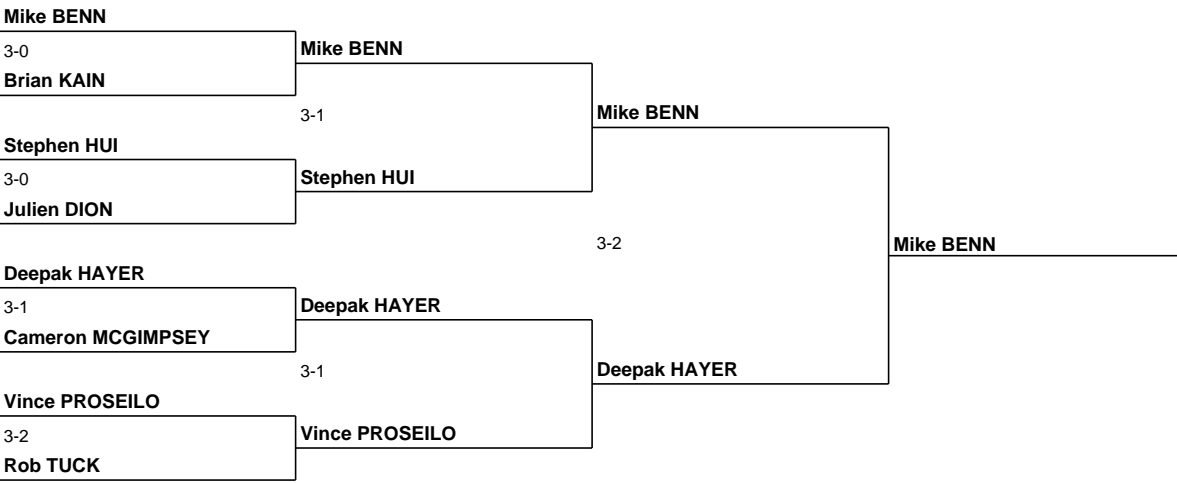 Mike BENN
3-0
Brian KAIN
Stephen HUI
3-0
Julien DION
Deepak HAYER
3-1
Cameron MCGIMPSEY
Vince PROSEILO
3-2
Rob TUCK
Mike BENN
3-1
Stephen HUI
Deepak HAYER
3-1
Vince PROSEILO
Mike BENN
3-2
Deepak HAYER
Mike BENN